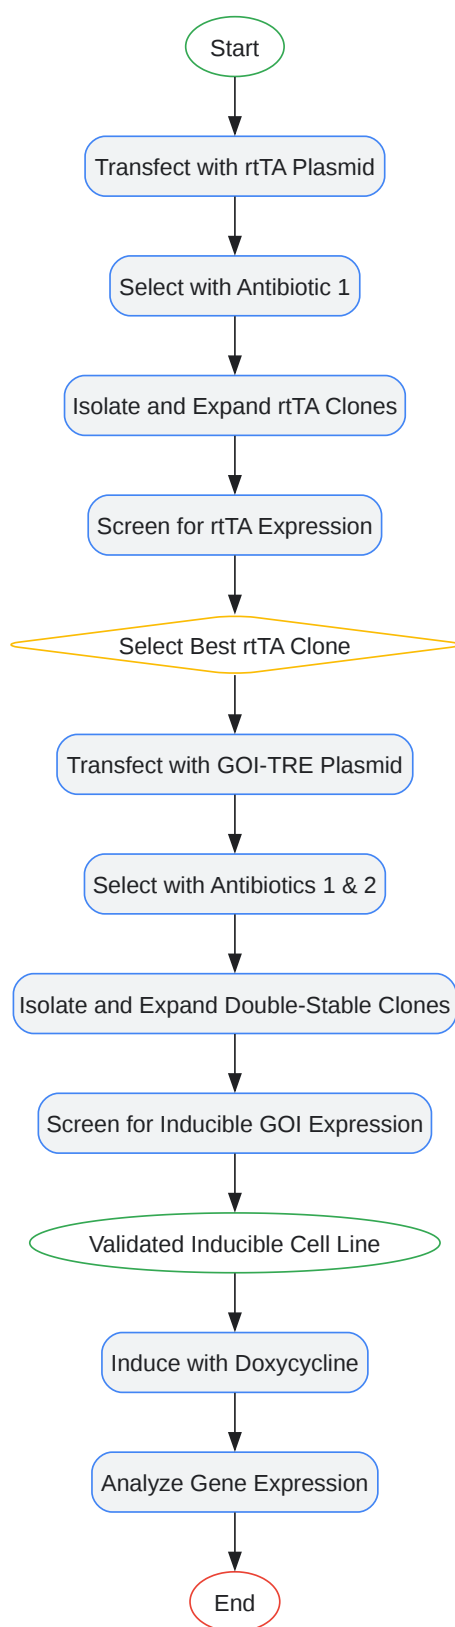 Start
Transfect with rtTA Plasmid
Select with Antibiotic 1
Isolate and Expand rtTA Clones
Screen for rtTA Expression
Select Best rtTA Clone
Transfect with GOI-TRE Plasmid
Select with Antibiotics 1 & 2
Isolate and Expand Double-Stable Clones
Screen for Inducible GOI Expression
Validated Inducible Cell Line
Induce with Doxycycline
Analyze Gene Expression
End